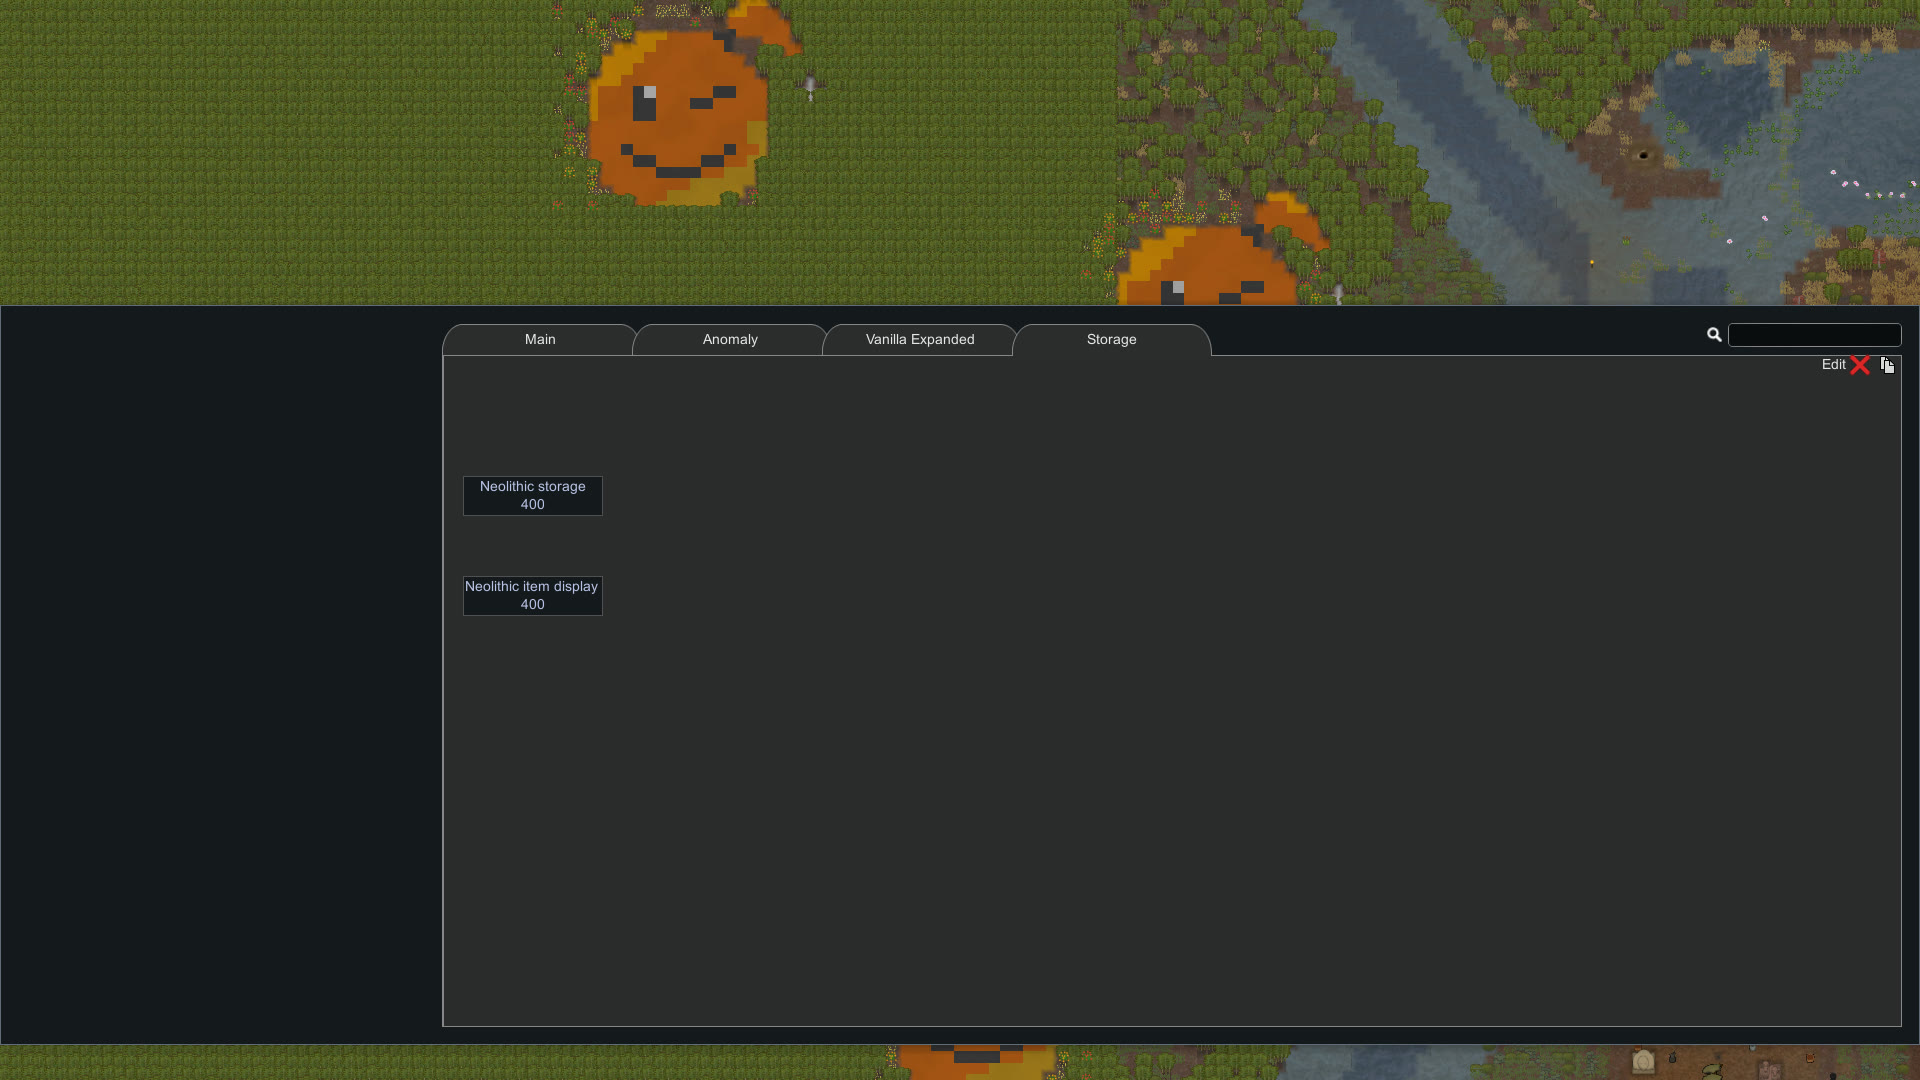 Main
Anomaly
Vanilla Expanded
Storage
Edit
Neolithic storage
400
Neolithic item display
400